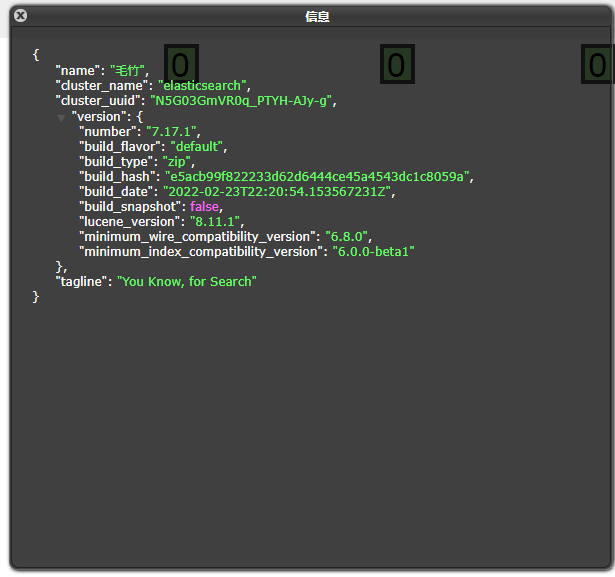 信息
{
"name": "毛竹",
"cluster_name": "elasticsearch",
"cluster_uuid": "N5G03GmVR0q_PTYH-AJy-g",
"version": {
"number": "7.17.1",
"build_flavor": "default",
"build_type": "zip",
"build_hash": "e5acb99f822233d62d6444ce45a4543dc1c8059a",
"build_date": "2022-02-23T22:20:54.153567231Z",
"build_snapshot": false,
"lucene_version": "8.11.1",
"minimum_wire_compatibility_version": "6.8.0",
"minimum_index_compatibility_version": "6.0.0-beta1"
},
"tagline": "You Know, for Search"
}
0 0 0